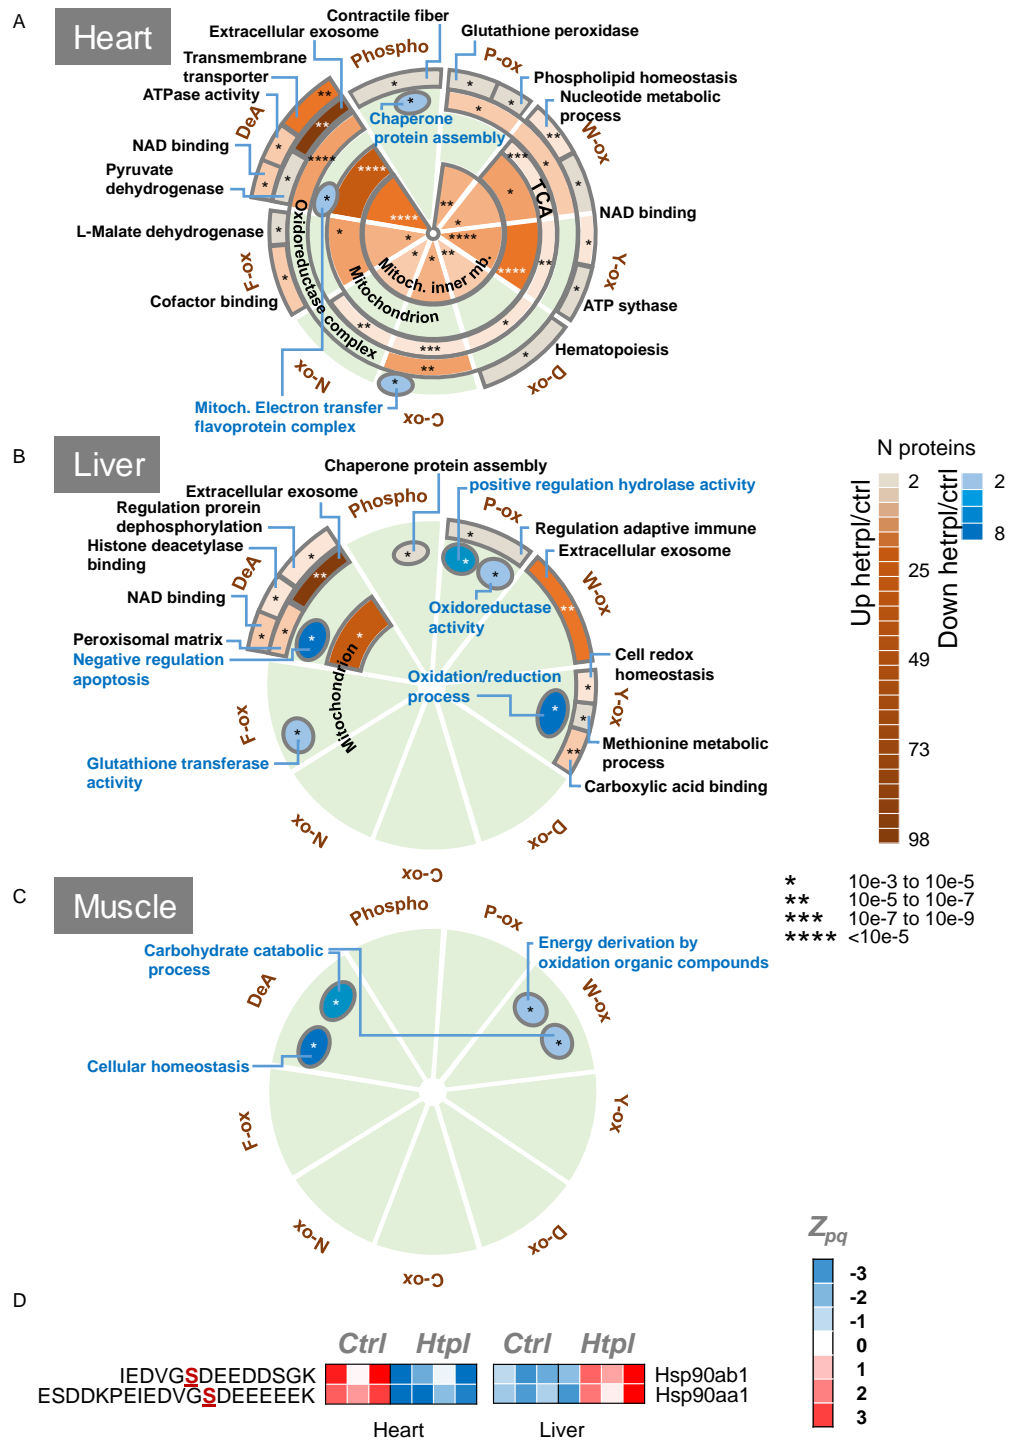 A
Heart
Contractile fiber
Extracellular exosome
Phospho
Glutathione peroxidase
P-ox
Transmembrane
transporter
ATPase activity
Phospholipid homeostasis
Nucleotide metabolic
process
W-ox
DeA
Chaperone
protein assembly
NAD binding
Pyruvate
dehydrogenase
L-Malate dehydrogenase
F-ox
Cofactor binding
TCA
NAD binding
Y-ox
ATP sythase
Hematopoiesis
D-ox
Oxidoreductase complex
Mitochondrion
Mitoch. inner mb.
N-ox
C-ox
Mitoch. Electron transfer
flavoprotein complex
** * * * * * ** *** * * * * ** **** **** **** * * * * * ** **** **** * * ** * * ** *** ** * * * *
B
Liver
Chaperone protein assembly
Extracellular exosome
Phospho
positive regulation hydrolase activity
P-ox
Regulation prorein
dephosphorylation
Histone deacetylase
binding
Regulation adaptive immune
Extracellular exosome
DeA
W-ox
NAD binding
Oxidoreductase
activity
Peroxisomal matrix
Negative regulation
apoptosis
Cell redox
homeostasis
Oxidation/reduction
process
Y-ox
Mitochondrion
F-ox
Glutathione transferase
activity
Methionine metabolic
process
Carboxylic acid binding
N-ox
D-ox
C-ox
N proteins
Up hetrpl/ctrl
2
25
49
73
98
Down hetrpl/ctrl
2
8
* 10e-3 to 10e-5
** 10e-5 to 10e-7
*** 10e-7 to 10e-9
**** <10e-5
C
Muscle
Phospho
P-ox
Carbohydrate catabolic
process
Energy derivation by
oxidation organic compounds
DeA
W-ox
Cellular homeostasis
F-ox
Y-ox
N-ox
D-ox
C-ox
Zpq
-3
-2
-1
0
1
2
3
D
Ctrl Htpl Ctrl Htpl
IEDVGSDEEDDSGK Hsp90ab1
ESDDKPEIEDVGSDEEEEEK Hsp90aa1
Heart Liver